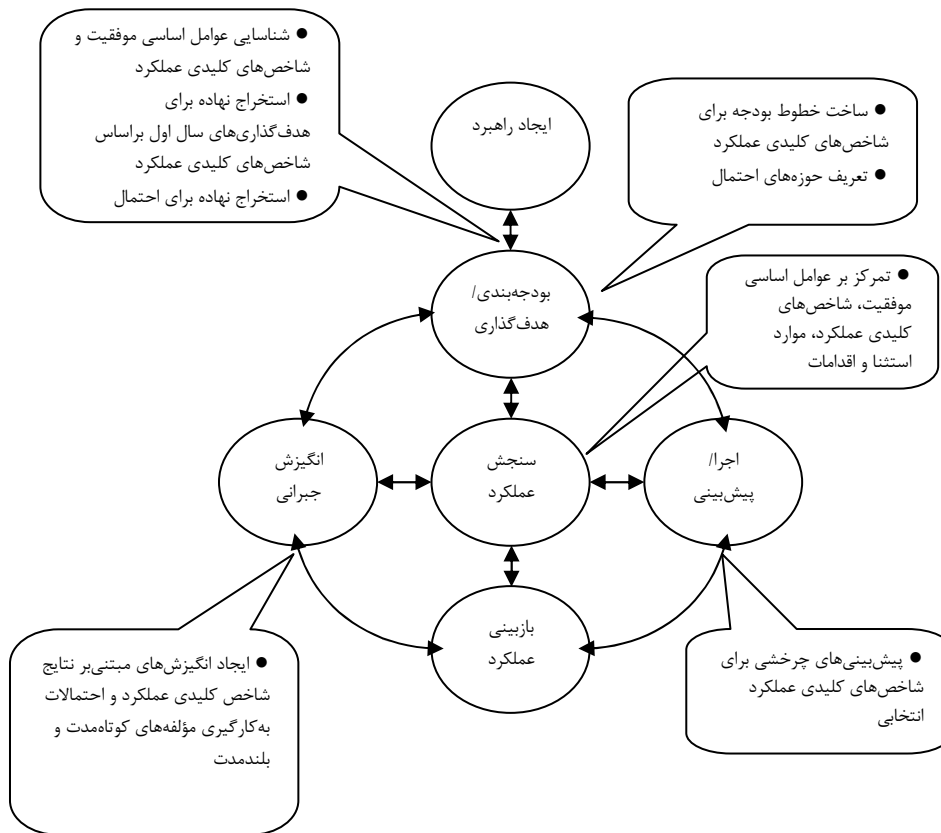 ● شناسایی عوامل اساسی موفقیت و
شاخص‌های کلیدی عملکرد
● استخراج نهاده برای
هدف‌گذاری‌های سال اول براساس
شاخص‌های کلیدی عملکرد
● استخراج نهاده برای احتمال
ایجاد راهبرد
● ساخت خطوط بودجه برای
شاخص‌های کلیدی عملکرد
● تعریف حوزه‌های احتمال
بودجه‌بندی/
هدف‌گذاری
● تمرکز بر عوامل اساسی
موفقیت، شاخص‌های
کلیدی عملکرد، موارد
استثنا و اقدامات
اجرا/
پیش‌بینی
سنجش
عملکرد
انگیزش
جبرانی
بازبینی
عملکرد
● پیش‌بینی‌های چرخشی برای
شاخص‌های کلیدی عملکرد
انتخابی
● ایجاد انگیزش‌های مبتنی‌بر نتایج
شاخص کلیدی عملکرد و احتمالات
به‌کارگیری مؤلفه‌های کوتاه‌مدت و
بلندمدت